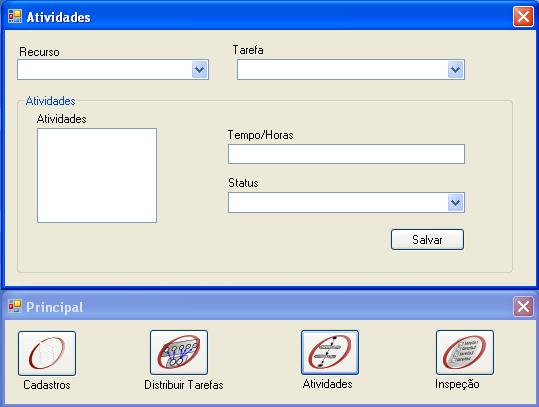 Atividades
Recurso
Tarefa
Atividades
Atividades
Tempo/Horas
Status
Salvar
Principal
Cadastros
Distribuir Tarefas
Atividades
Inspeção